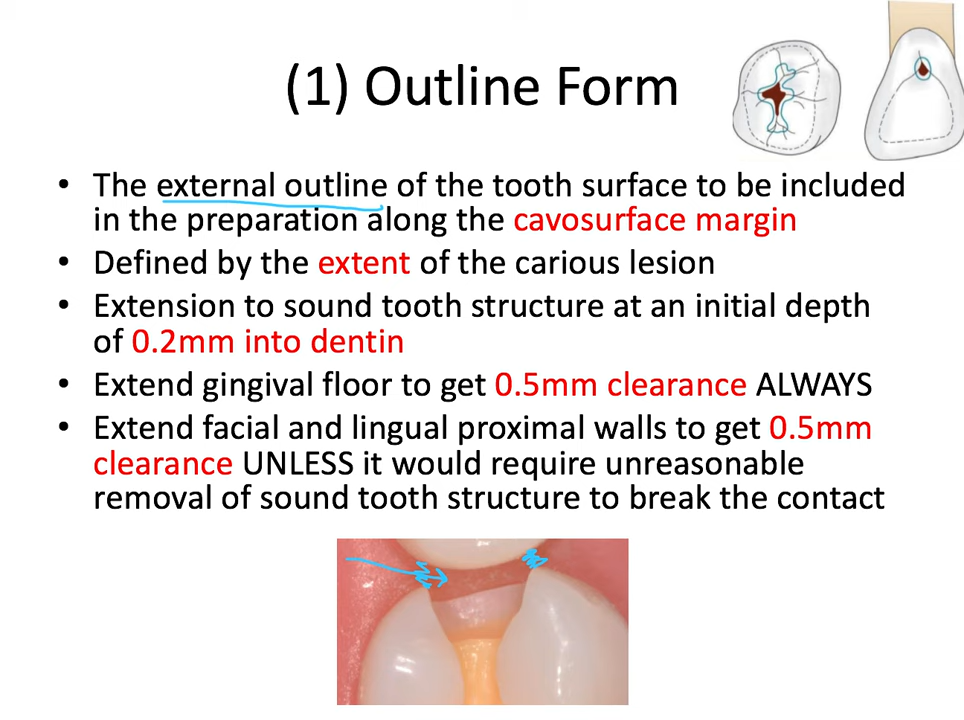 (1) Outline Form
• The external outline of the tooth surface to be included
in the preparation along the cavosurface margin
• Defined by the extent of the carious lesion
• Extension to sound tooth structure at an initial depth
of 0.2mm into dentin
• Extend gingival floor to get 0.5mm clearance ALWAYS
• Extend facial and lingual proximal walls to get 0.5mm
clearance UNLESS it would require unreasonable
removal of sound tooth structure to break the contact